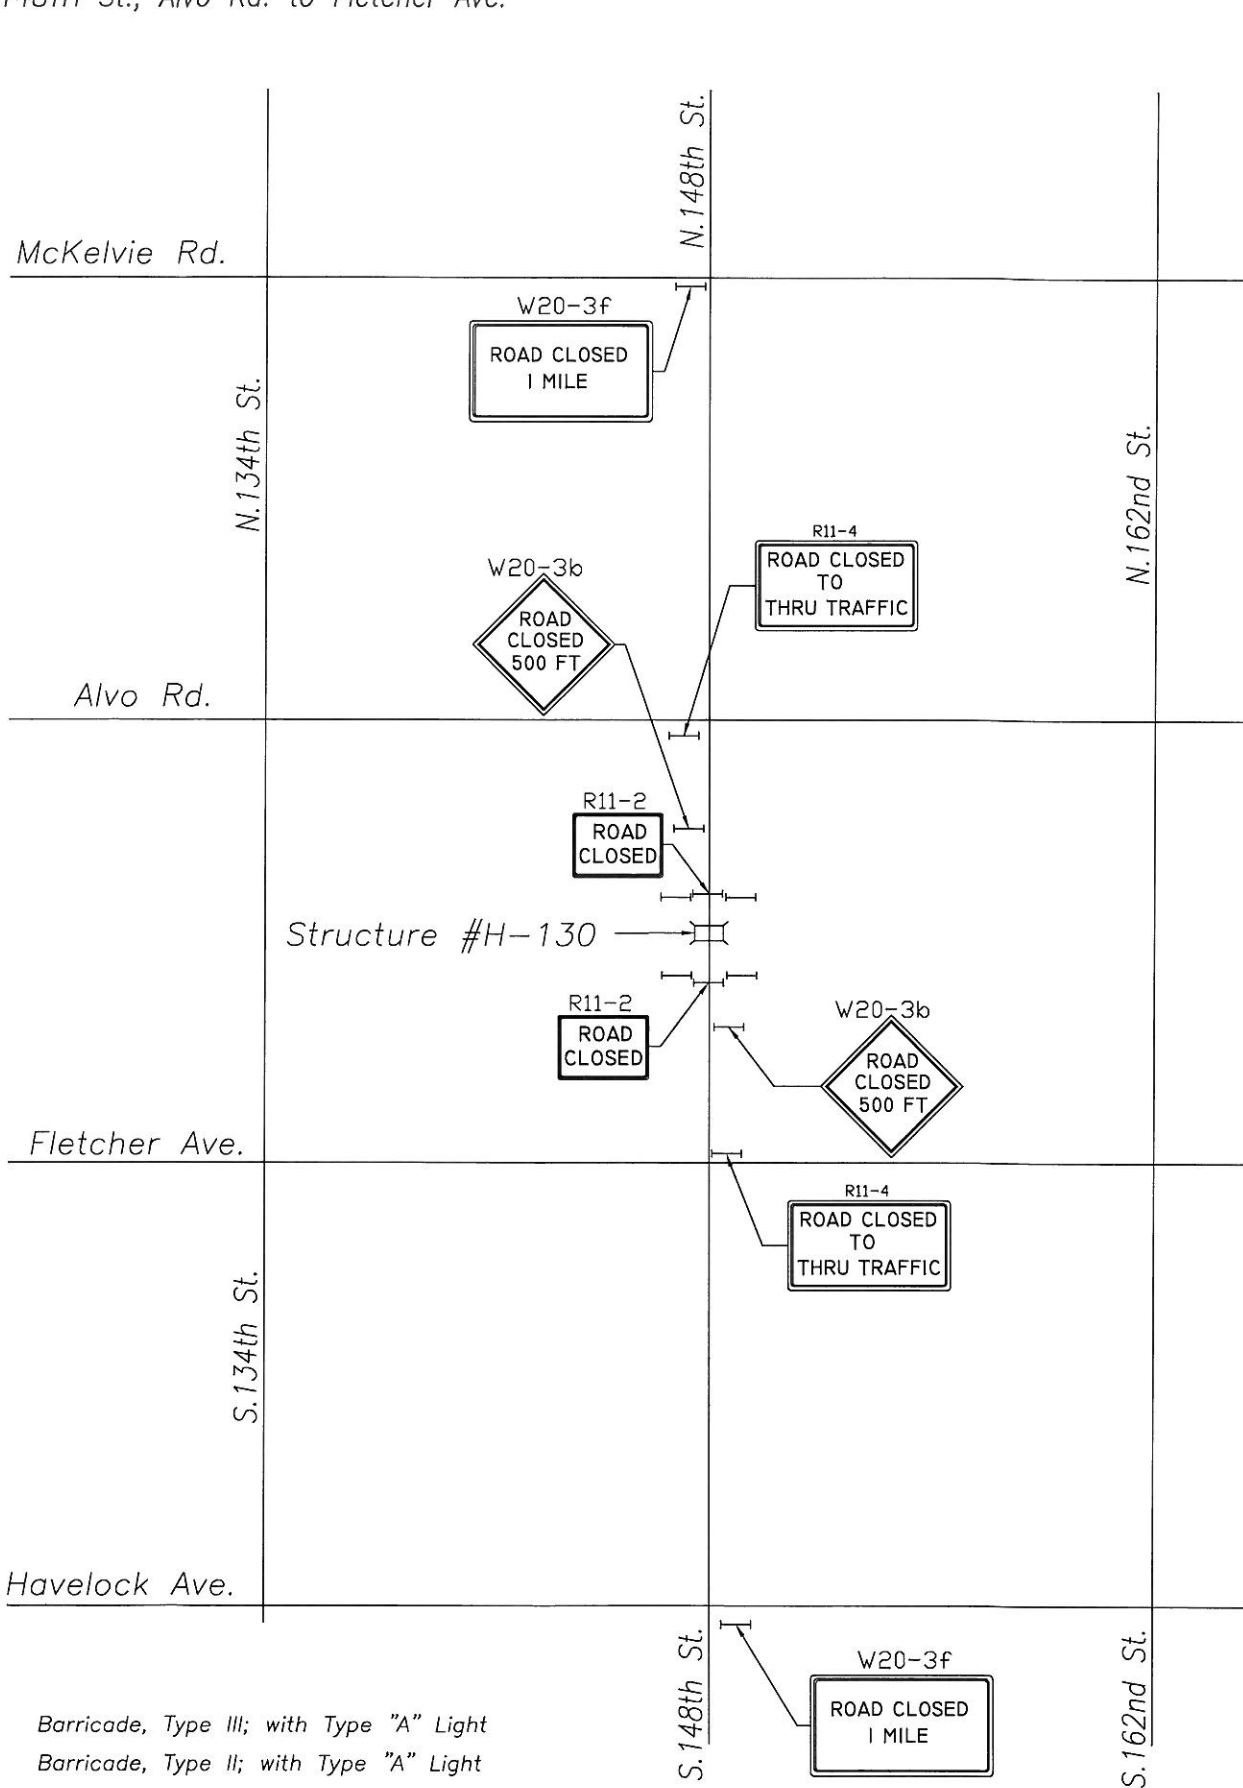 Alvo Rd. to Fletcher Ave.
N.148th St.
McKelvie Rd.
W20-3f
ROAD CLOSED
1 MILE
N.134th St.
N.162nd St.
R11-4
ROAD CLOSED
TO
THRU TRAFFIC
W20-3b
ROAD
CLOSED
500 FT
Alvo Rd.
R11-2
ROAD
CLOSED
Structure #H-130
R11-2
ROAD
CLOSED
W20-3b
ROAD
CLOSED
500 FT
Fletcher Ave.
R11-4
ROAD CLOSED
TO
THRU TRAFFIC
S.134th St.
Havelock Ave.
S.148th St.
S.162nd St.
W20-3f
ROAD CLOSED
1 MILE
Barricade, Type III; with Type "A" Light
Barricade, Type II; with Type "A" Light